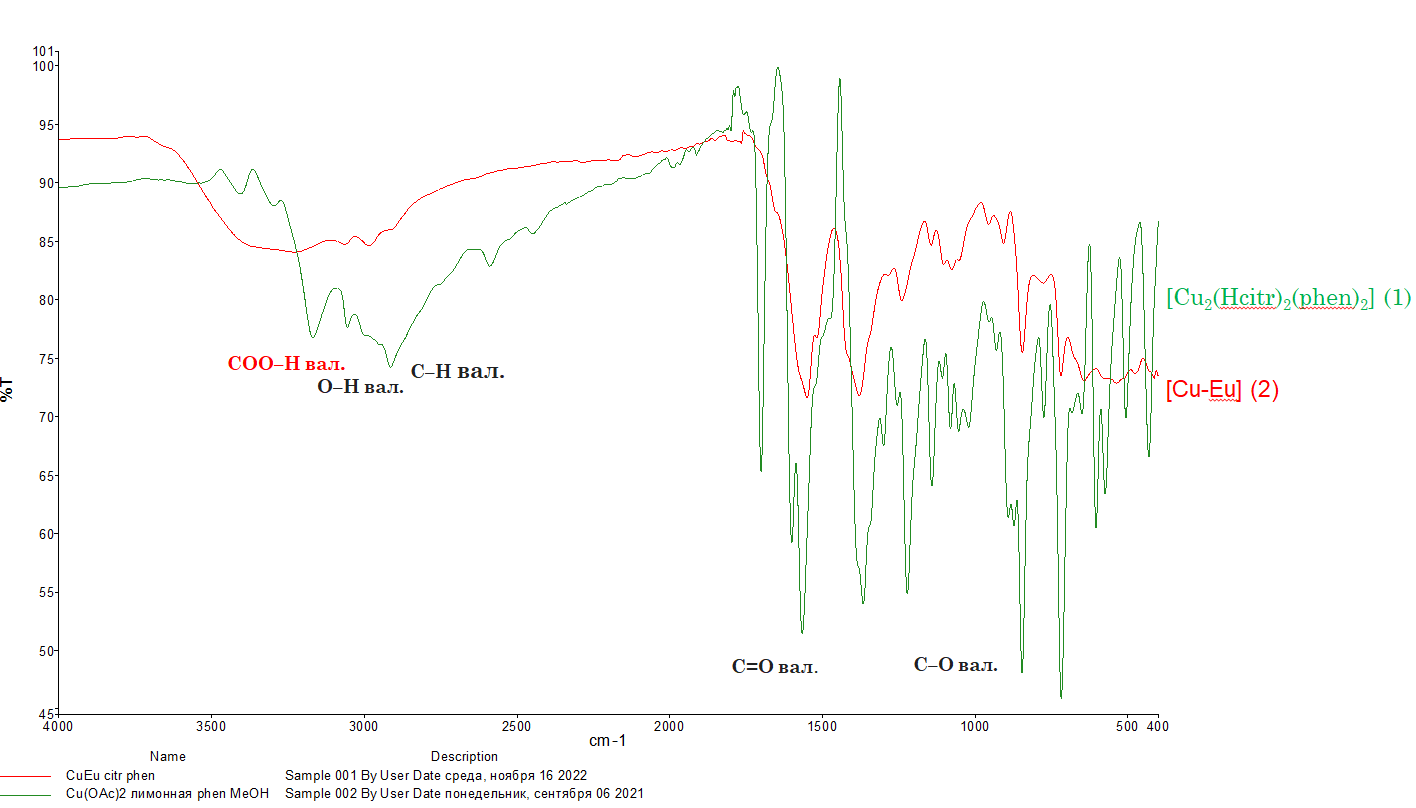 101
100
95
90
85
80
75
70
65
60
55
50
45
%T
4000
3500
3000
2500
2000
1500
1000
500
400
cm-1
[Cu2(Hcitr)2(phen)2] (1)
[Cu-Eu] (2)
COO–H вал.
O–H вал.
C–H вал.
C=O вал.
C–O вал.
Name Description
CuEu citr phen Sample 001 By User Date среда, ноября 16 2022
Cu(OAc)2 лимонная phen MeOH Sample 002 By User Date понедельник, сентября 06 2021